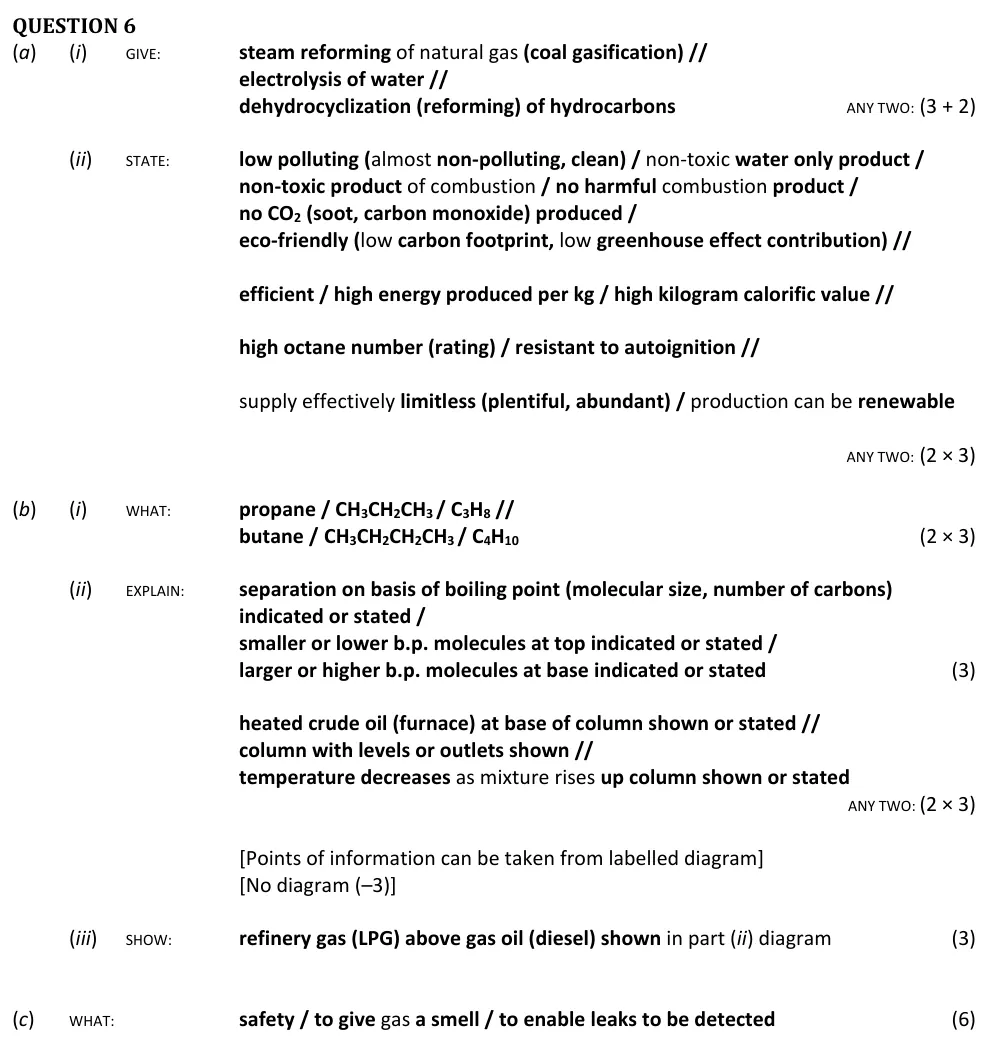 QUESTION 6
(a) (i) GIVE: steam reforming of natural gas (coal gasification) //
electrolysis of water //
dehydrocyclization (reforming) of hydrocarbons ANY TWO: (3 + 2)
(ii) STATE: low polluting (almost non-polluting, clean) / non-toxic water only product /
non-toxic product of combustion / no harmful combustion product /
no CO₂ (soot, carbon monoxide) produced /
eco-friendly (low carbon footprint, low greenhouse effect contribution) //
efficient / high energy produced per kg / high kilogram calorific value //
high octane number (rating) / resistant to autoignition //
supply effectively limitless (plentiful, abundant) / production can be renewable
ANY TWO: (2 × 3)
(b) (i) WHAT: propane / CH₃CH₂CH₃ / C₃H₈ //
butane / CH₃CH₂CH₂CH₃ / C₄H₁₀ (2 × 3)
(ii) EXPLAIN: separation on basis of boiling point (molecular size, number of carbons)
indicated or stated /
smaller or lower b.p. molecules at top indicated or stated /
larger or higher b.p. molecules at base indicated or stated (3)
heated crude oil (furnace) at base of column shown or stated //
column with levels or outlets shown //
temperature decreases as mixture rises up column shown or stated
ANY TWO: (2 × 3)
[Points of information can be taken from labelled diagram]
[No diagram (–3)]
(iii) SHOW: refinery gas (LPG) above gas oil (diesel) shown in part (ii) diagram (3)
(c) WHAT: safety / to give gas a smell / to enable leaks to be detected (6)